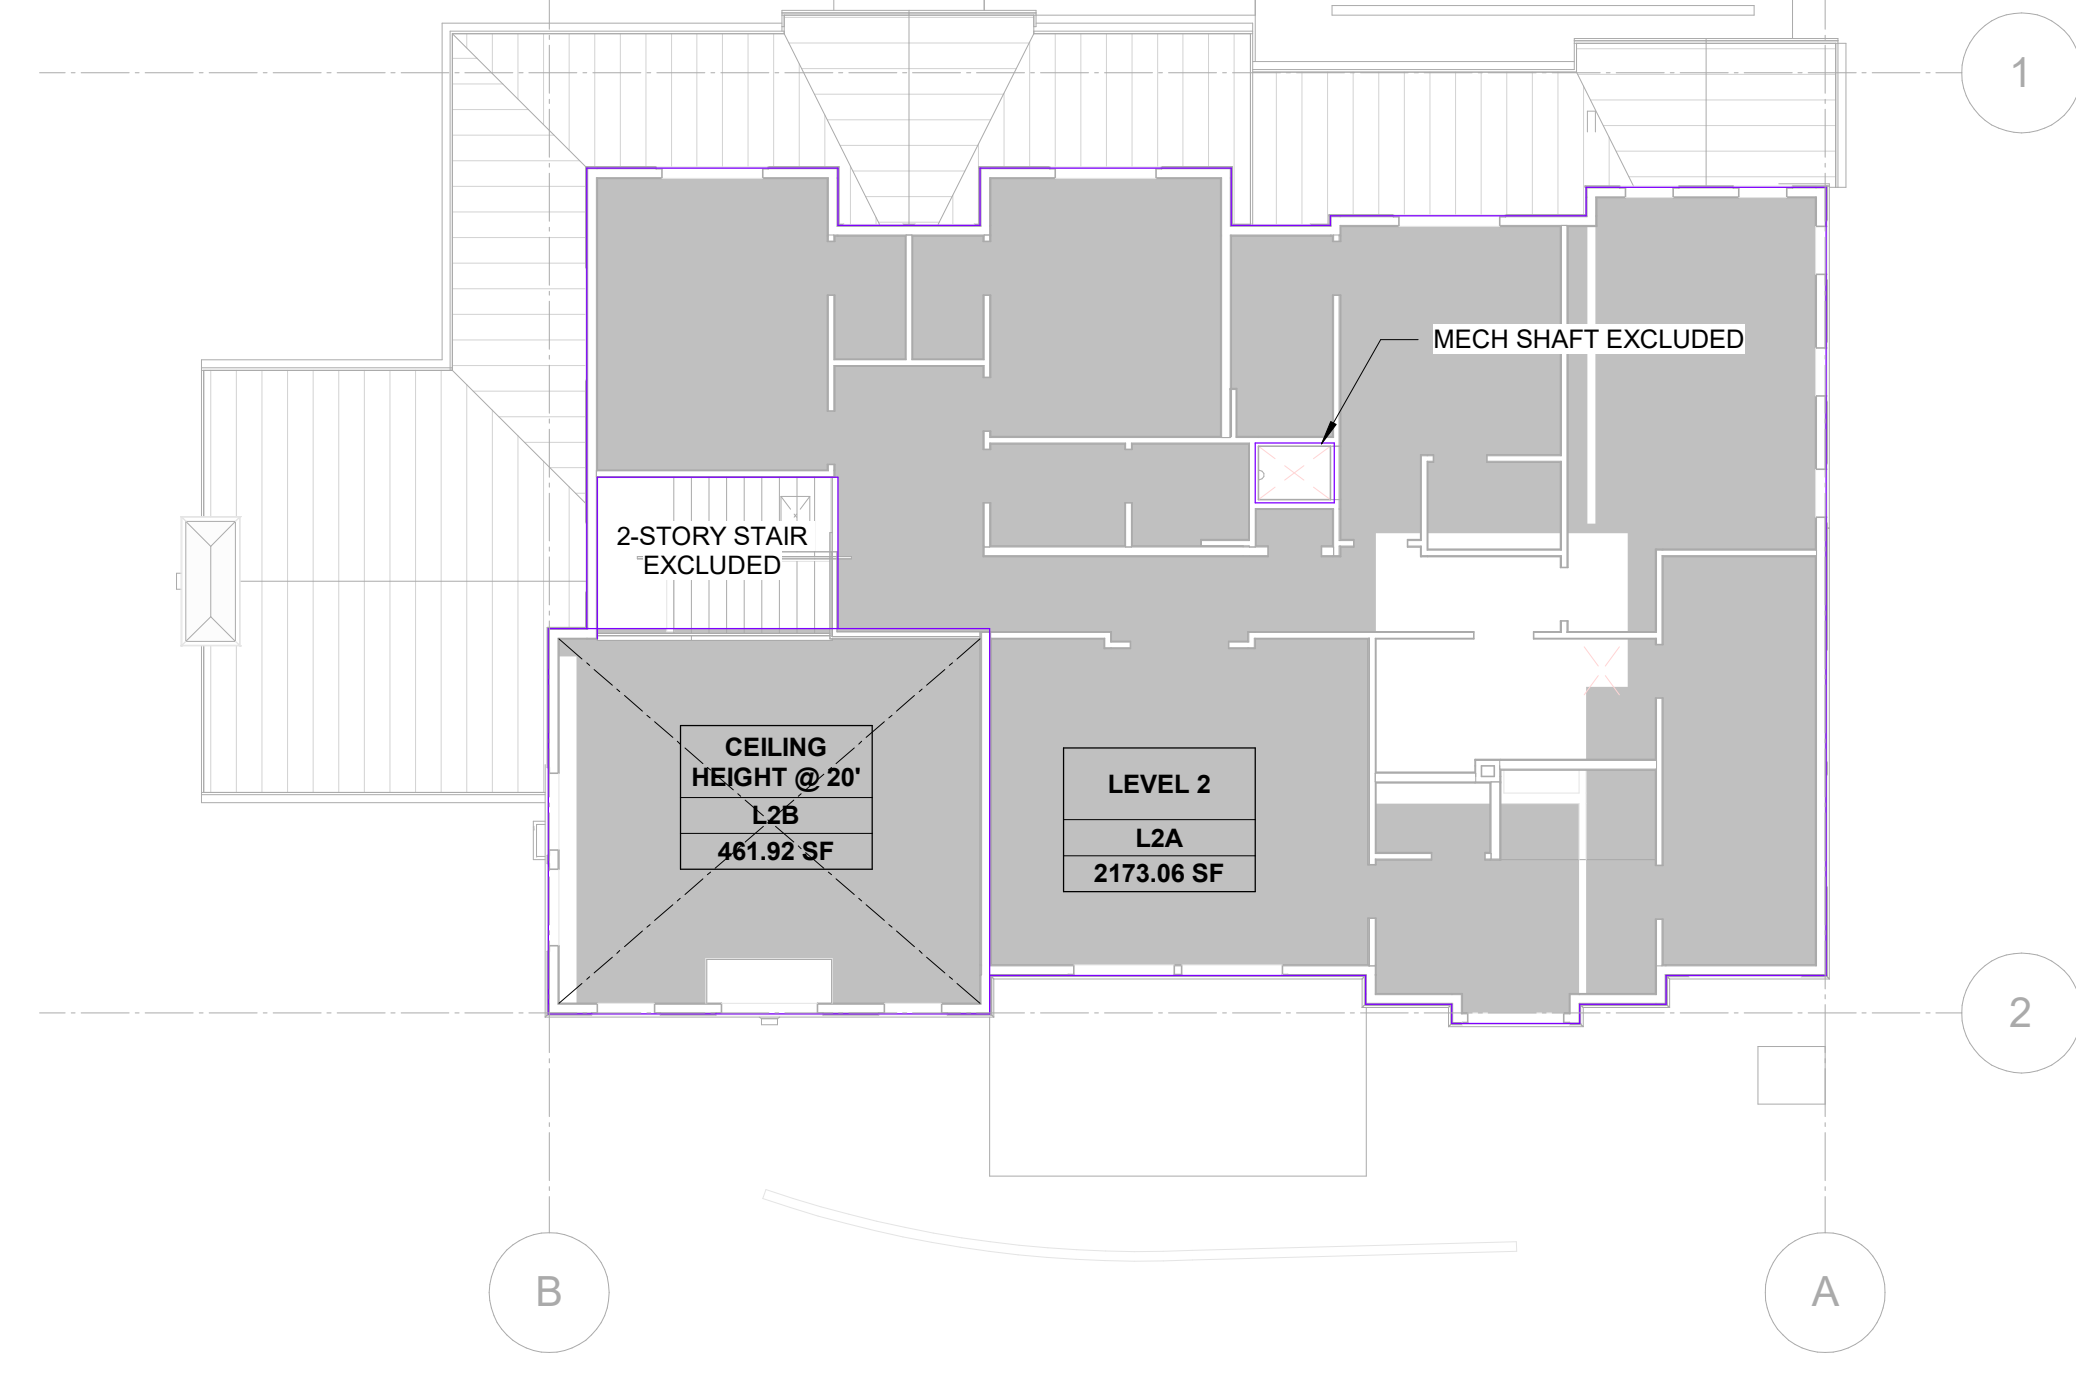 1
MECH SHAFT EXCLUDED
2-STORY STAIR
EXCLUDED
CEILING
HEIGHT @ 20'
L2B
461.92 SF
LEVEL 2
L2A
2173.06 SF
2
B
A